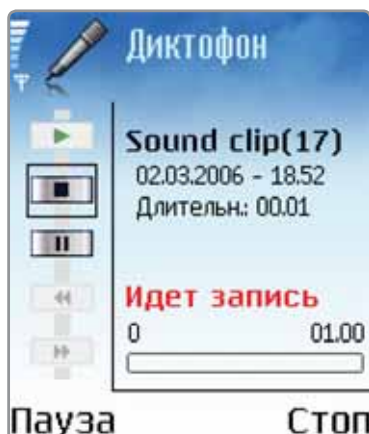 Диктофон
Sound clip(17)
02.03.2006 - 18.52
Длительн.: 00.01
Идет запись
0 01.00
Пауза Стоп